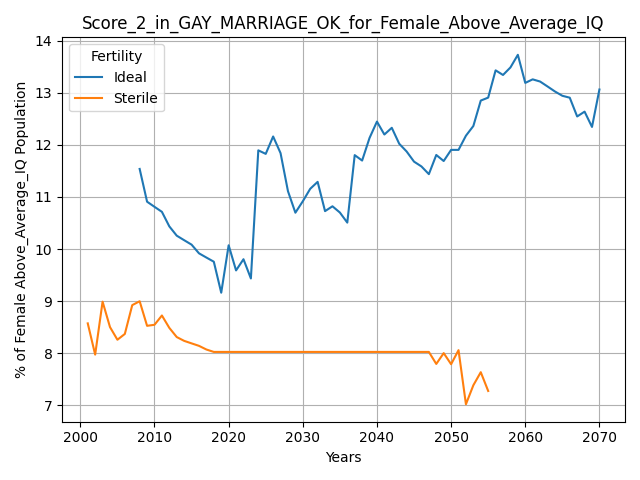 Score_2_in_GAY_MARRIAGE_OK_for_Female_Above_Average_IQ
Fertility
Ideal
Sterile
% of Female Above_Average_IQ Population
14
13
12
11
10
9
8
7
2000 2010 2020 2030 2040 2050 2060 2070
Years